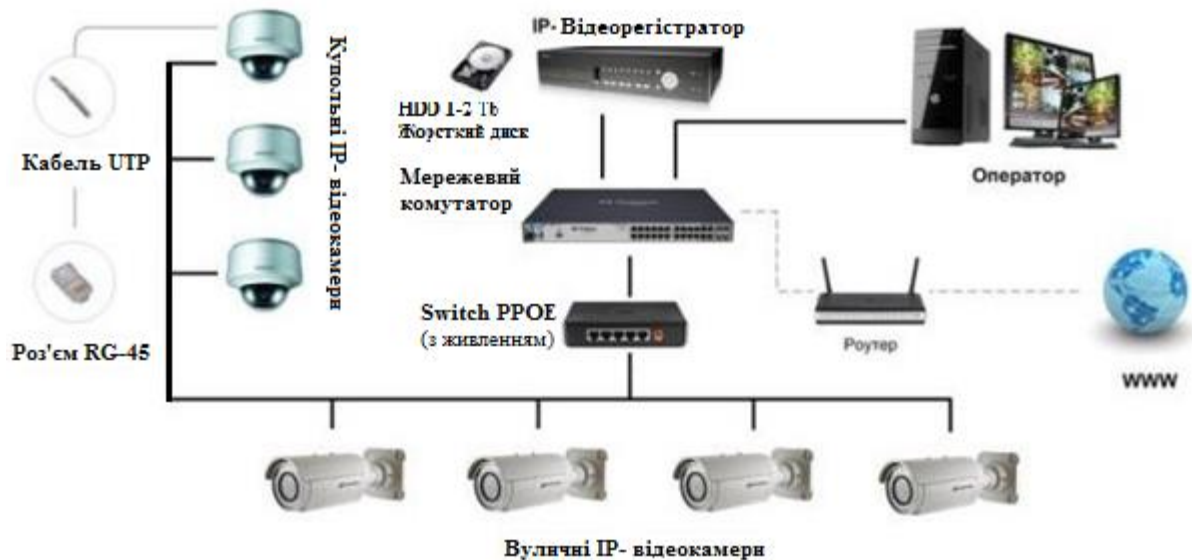 IP- Відеорегістратор
Купольні IP- відеокамери
HDD 1-2 Tb
Жорсткий диск
Кабель UTP
Мережевий
комутатор
Оператор
Switch PPOE
(з живленням)
Роз'єм RG-45
Роутер
www
Вуличні IP- відеокамери